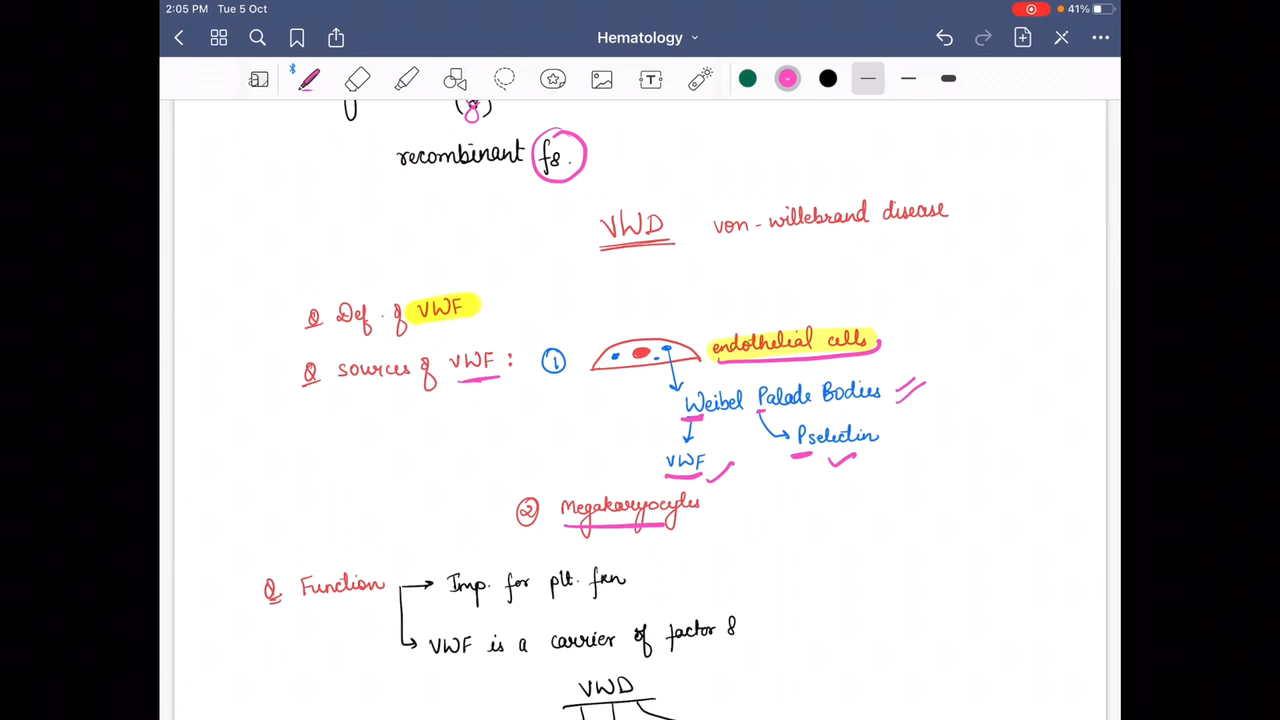 2:05 PM Tue 5 Oct
41%
Hematology
(8)
recombinant f8.
VWD von-willebrand disease
Q Def. of VWF
Q sources of VWF : ① endothelial cells
Weibel Palade Bodies
Pselectin
VWF
② Megakaryocytes
Q Function → Imp. for plt. fxn
→ VWF is a carrier of factor 8
VWD